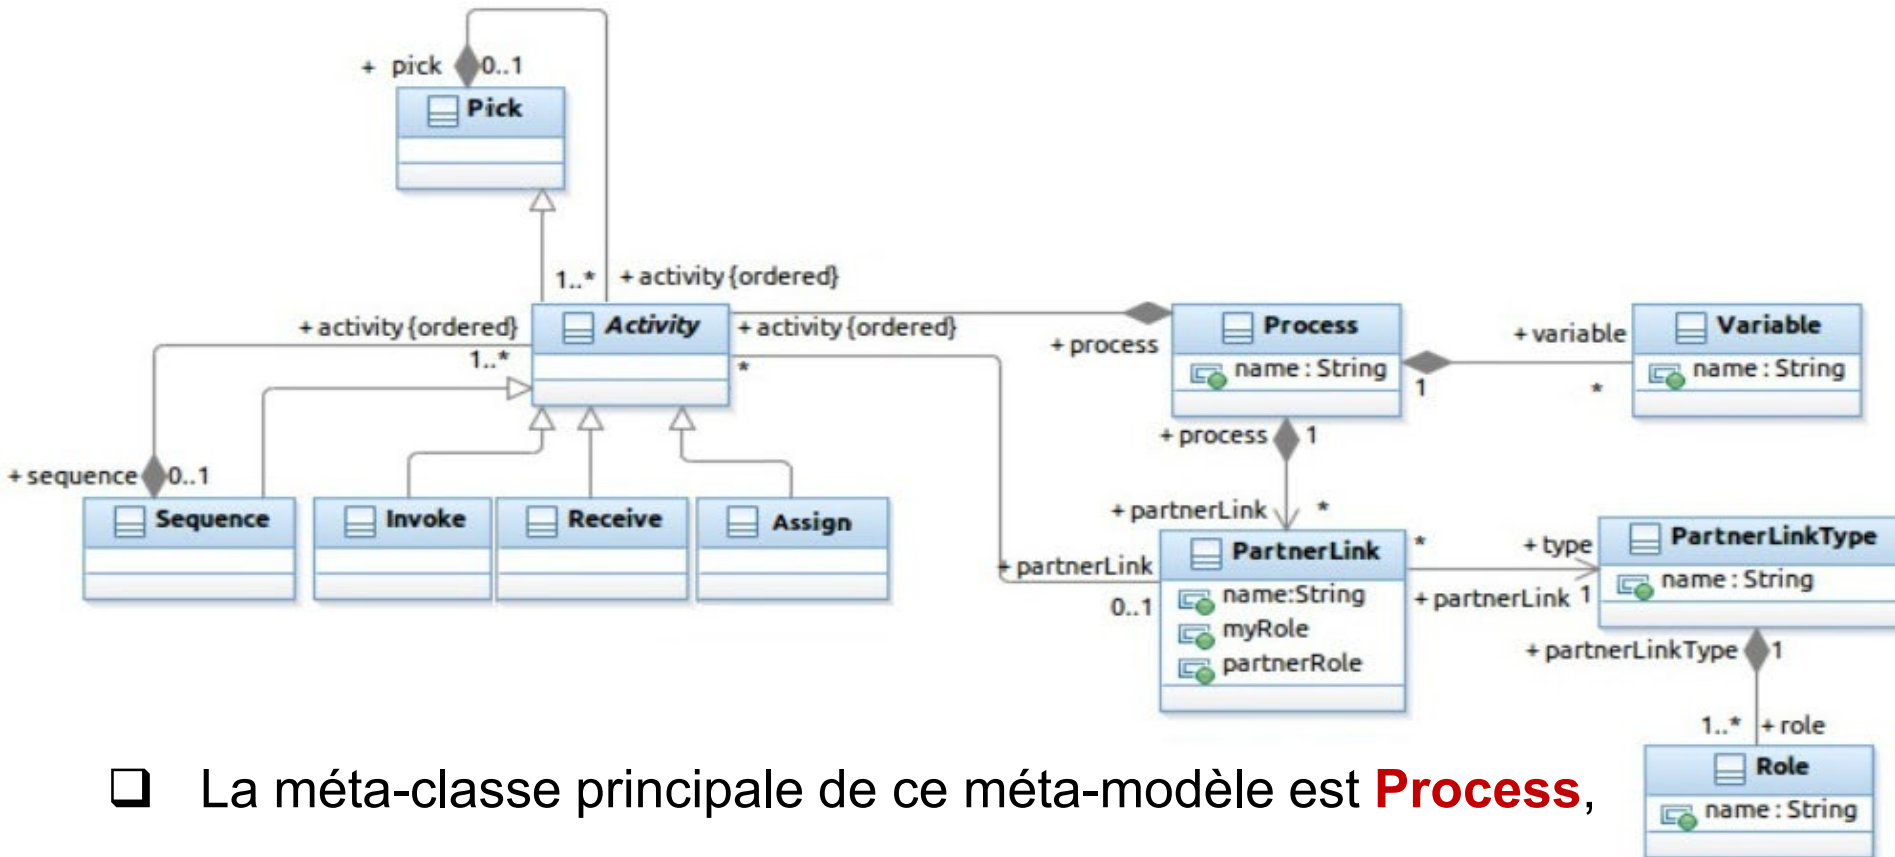 + pick 0..1
Pick
1..* + activity {ordered}
+ activity {ordered}
1..*
Activity
+ activity {ordered}
*
+ process
Process
name : String
1
+ variable
*
Variable
name : String
+ process 1
+ sequence 0..1
Sequence
Invoke
Receive
Assign
+ partnerLink *
+ partnerLink
0..1
PartnerLink
name:String
myRole
partnerRole
* + type
+ partnerLink 1
PartnerLinkType
name : String
+ partnerLinkType 1
1..* + role
Role
name : String
❑ La méta-classe principale de ce méta-modèle est Process,